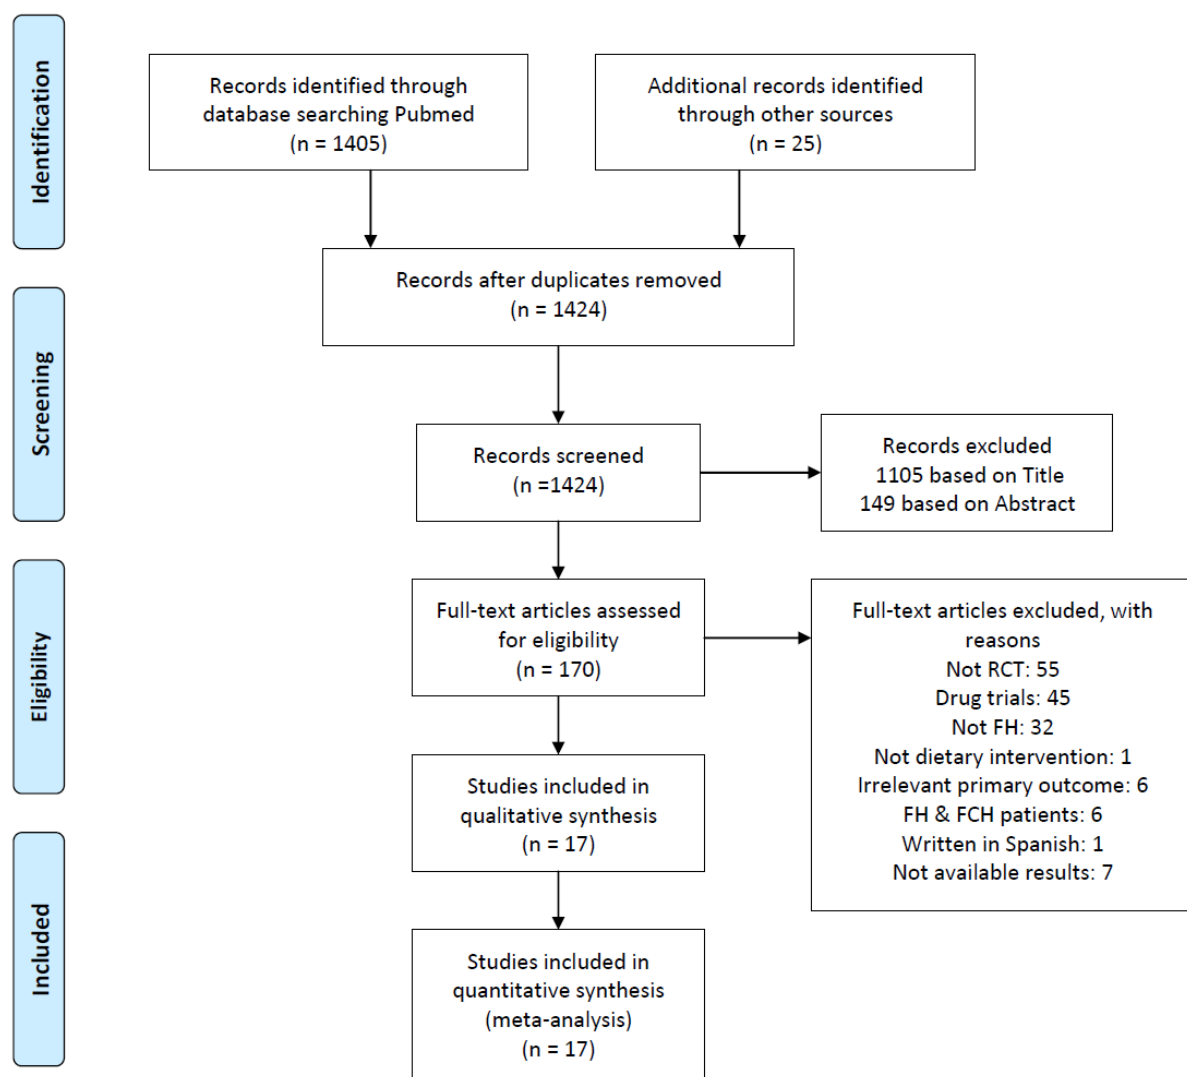 Identification
Records identified through
database searching Pubmed
(n = 1405)
Additional records identified
through other sources
(n = 25)
Screening
Records after duplicates removed
(n = 1424)
Records screened
(n =1424)
Records excluded
1105 based on Title
149 based on Abstract
Eligibility
Full-text articles assessed
for eligibility
(n = 170)
Full-text articles excluded, with
reasons
Not RCT: 55
Drug trials: 45
Not FH: 32
Not dietary intervention: 1
Irrelevant primary outcome: 6
FH & FCH patients: 6
Written in Spanish: 1
Not available results: 7
Studies included in
qualitative synthesis
(n = 17)
Included
Studies included in
quantitative synthesis
(meta-analysis)
(n = 17)